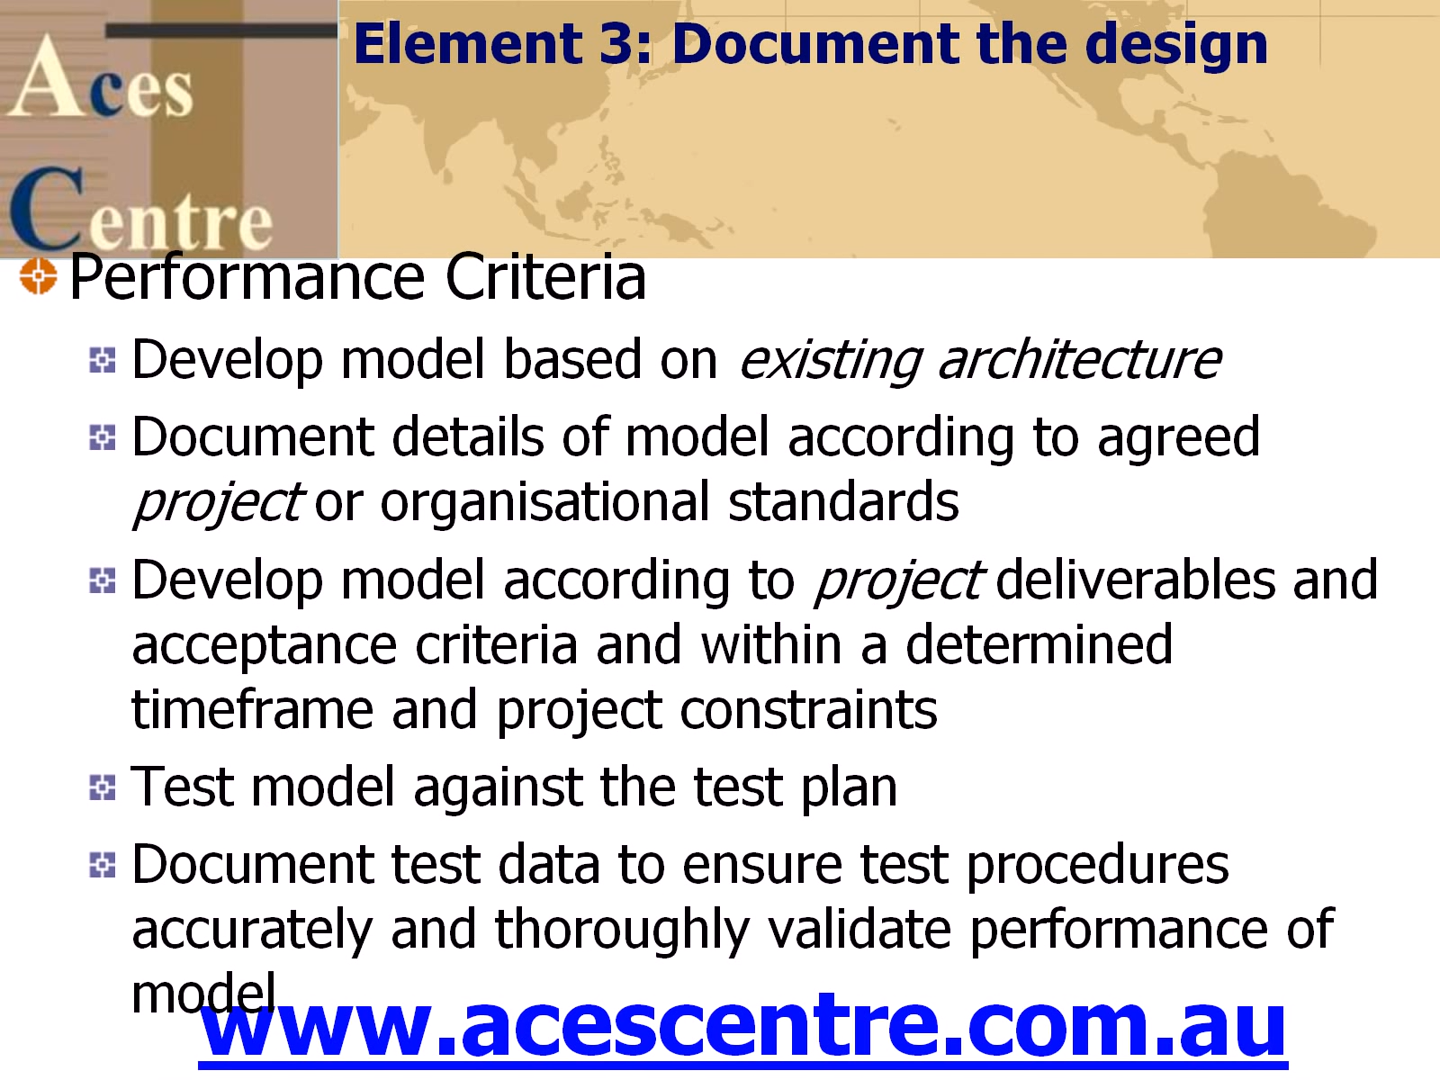 Aces
Centre
Element 3: Document the design
Performance Criteria
Develop model based on existing architecture
Document details of model according to agreed
project or organisational standards
Develop model according to project deliverables and
acceptance criteria and within a determined
timeframe and project constraints
Test model against the test plan
Document test data to ensure test procedures
accurately and thoroughly validate performance of
model
www.acescentre.com.au